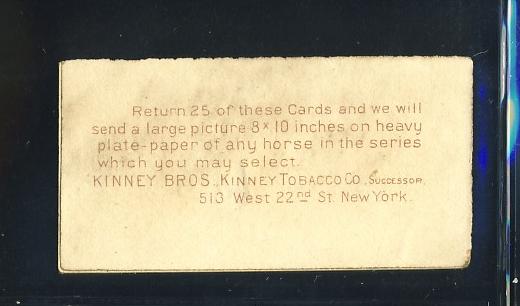 Return 25 of these Cards and we will
send a large picture 8x10 inches on heavy
plate-paper of any horse in the series
which you may select.
KINNEY BROS., KINNEY TOBACCO CO., SUCCESSOR,
513 West 22nd St. New York.